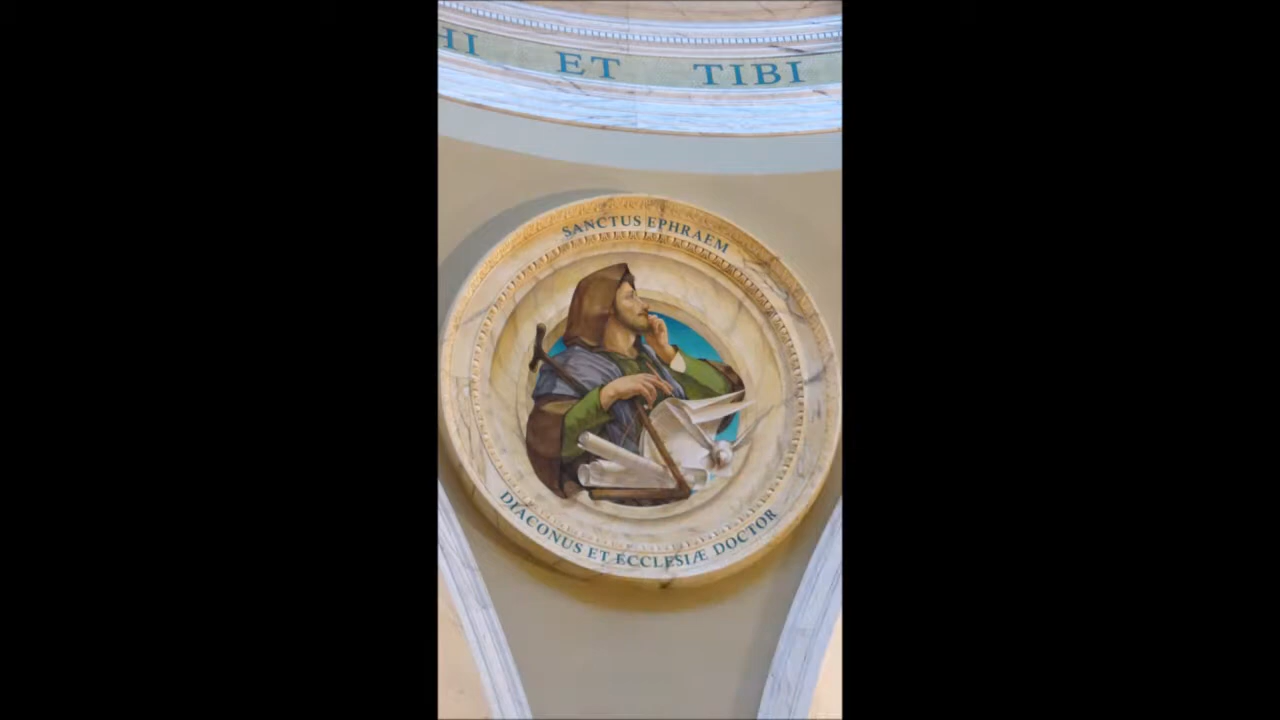 HI ET TIBI
SANCTUS EPHRAEM
DIACONUS ET ECCLESIÆ DOCTOR